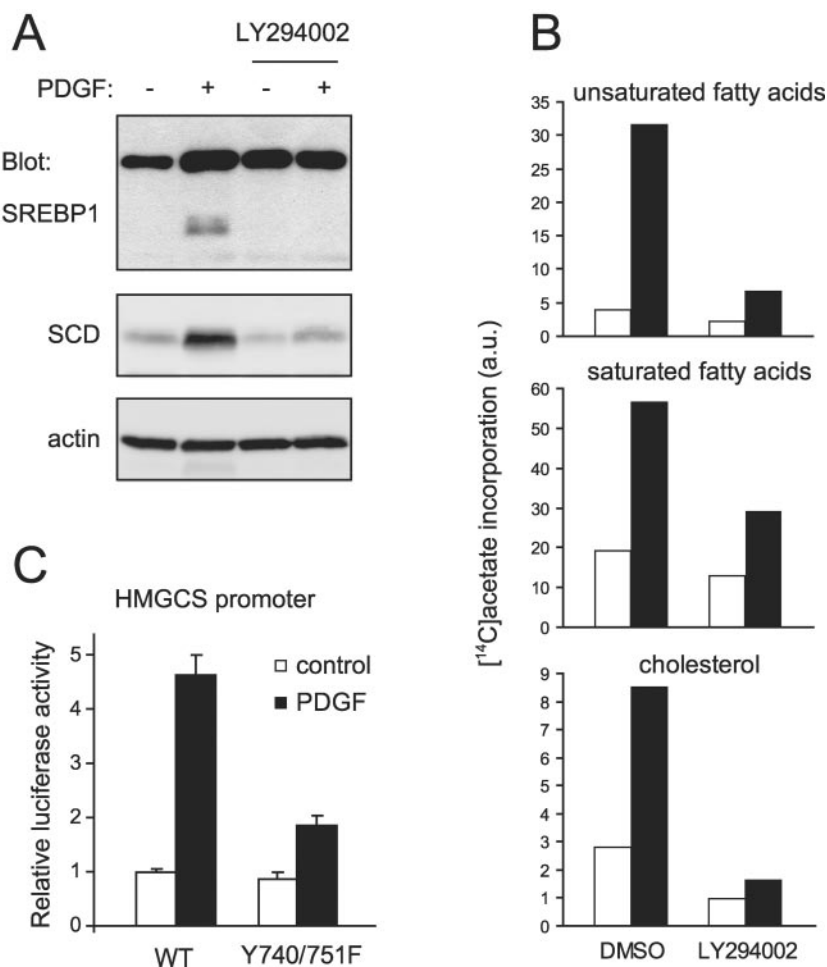 A
LY294002
PDGF: - + - +
Blot:
SREBP1
SCD
actin
B
unsaturated fatty acids
35
30
25
20
15
10
5
5
saturated fatty acids
60
50
40
30
20
10
0
cholesterol
9
8
7
6
5
4
3
2
1
0
[¹⁴C]acetate incorporation (a.u.)
DMSO LY294002
C
HMGCS promoter
control
PDGF
Relative luciferase activity
5
4
3
2
1
0
WT Y740/751F